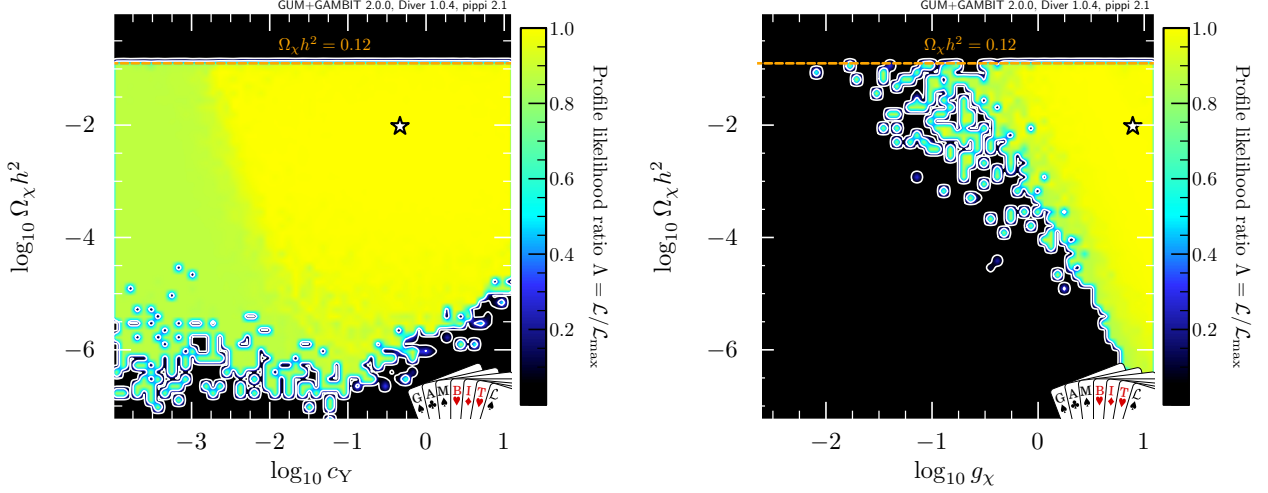 GUM+GAMBIT 2.0.0, Diver 1.0.4, pippi 2.1
Ωχh² = 0.12
−2
−4
−6
log₁₀ Ωχh²
−3 −2 −1 0 1
log₁₀ cY
1.0
0.8
0.6
0.4
0.2
Profile likelihood ratio Λ = ℒ/ℒmax
G A M B I T L
GUM+GAMBIT 2.0.0, Diver 1.0.4, pippi 2.1
Ωχh² = 0.12
−2
−4
−6
log₁₀ Ωχh²
−2 −1 0 1
log₁₀ gχ
1.0
0.8
0.6
0.4
0.2
Profile likelihood ratio Λ = ℒ/ℒmax
G A M B I T L